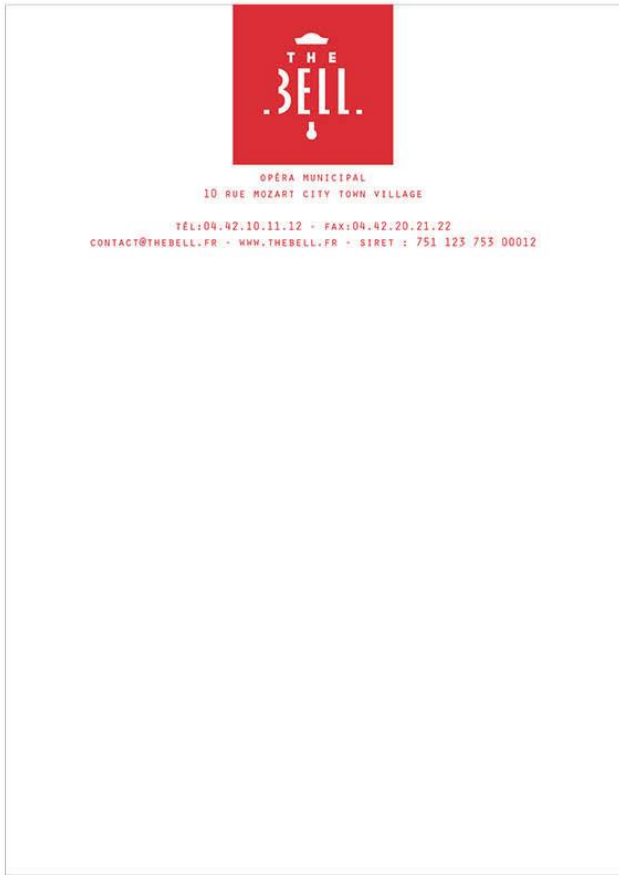 THE
.BELL.
OPÉRA MUNICIPAL
10 RUE MOZART CITY TOWN VILLAGE
TÉL:04.42.10.11.12 - FAX:04.42.20.21.22
CONTACT@THEBELL.FR - WWW.THEBELL.FR - SIRET : 751 123 753 00012